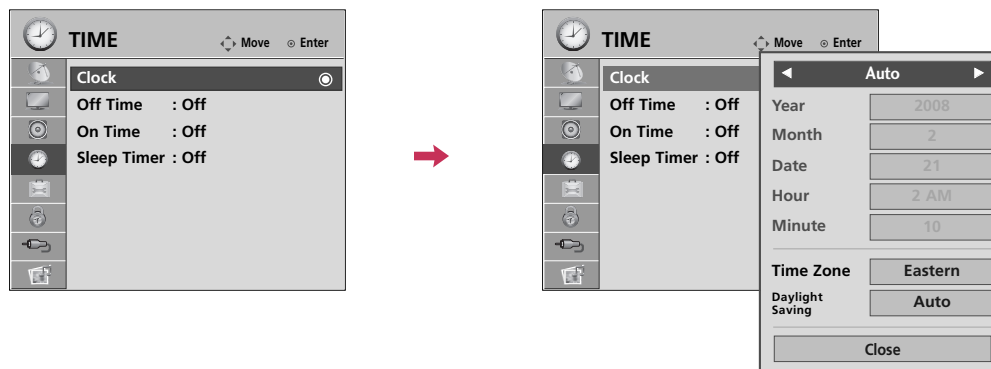 TIME Move Enter
Clock
Off Time : Off
On Time : Off
Sleep Timer : Off
TIME Move Enter
Clock
Off Time : Off
On Time : Off
Sleep Timer : Off
Auto
Year 2008
Month 2
Date 21
Hour 2 AM
Minute 10
Time Zone Eastern
Daylight
Saving Auto
Close